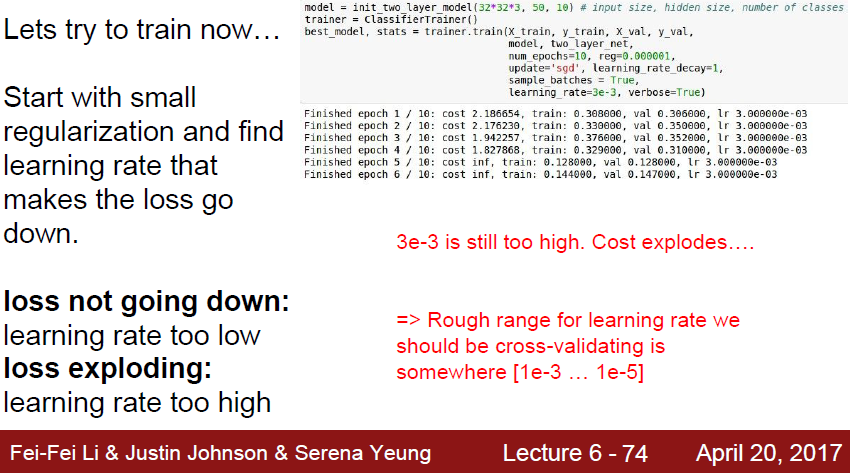 Lets try to train now…
Start with small
regularization and find
learning rate that
makes the loss go
down.
loss not going down:
learning rate too low
loss exploding:
learning rate too high
model = init_two_layer_model(32*32*3, 50, 10) # input size, hidden size, number of classes
trainer = ClassifierTrainer()
best_model, stats = trainer.train(X_train, y_train, X_val, y_val,
model, two_layer_net,
num_epochs=10, reg=0.000001,
update='sgd', learning_rate_decay=1,
sample_batches = True,
learning_rate=3e-3, verbose=True)
Finished epoch 1 / 10: cost 2.186654, train: 0.308000, val 0.306000, lr 3.000000e-03
Finished epoch 2 / 10: cost 2.176230, train: 0.330000, val 0.350000, lr 3.000000e-03
Finished epoch 3 / 10: cost 1.942257, train: 0.376000, val 0.352000, lr 3.000000e-03
Finished epoch 4 / 10: cost 1.827868, train: 0.329000, val 0.310000, lr 3.000000e-03
Finished epoch 5 / 10: cost inf, train: 0.128000, val 0.128000, lr 3.000000e-03
Finished epoch 6 / 10: cost inf, train: 0.144000, val 0.147000, lr 3.000000e-03
3e-3 is still too high. Cost explodes….
=> Rough range for learning rate we
should be cross-validating is
somewhere [1e-3 … 1e-5]
Fei-Fei Li & Justin Johnson & Serena Yeung
Lecture 6 - 74
April 20, 2017